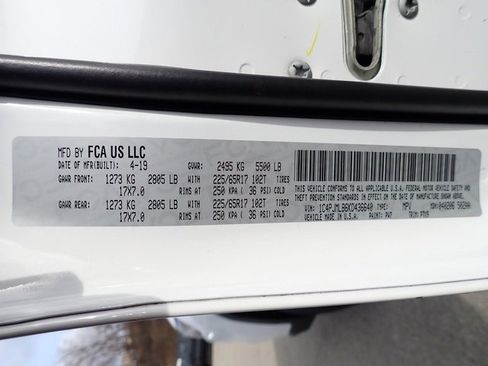 MFD BY FCA US LLC
DATE OF MFR(BUILT): 4-19 GVWR: 2495 KG 5500 LB
GAWR FRONT: 1273 KG 2805 LB WITH 225/65R17 102T TIRES
17X7.0 RIMS AT 250 KPA ( 36 PSI) COLD
GAWR REAR: 1273 KG 2805 LB WITH 225/65R17 102T TIRES
17X7.0 RIMS AT 250 KPA ( 36 PSI) COLD
THIS VEHICLE CONFORMS TO ALL APPLICABLE U.S.A. FEDERAL MOTOR VEHICLE SAFETY AND
THEFT PREVENTION STANDARDS IN EFFECT ON THE DATE OF MANUFACTURE SHOWN ABOVE.
TYPE: MPV
PAINT: PW7